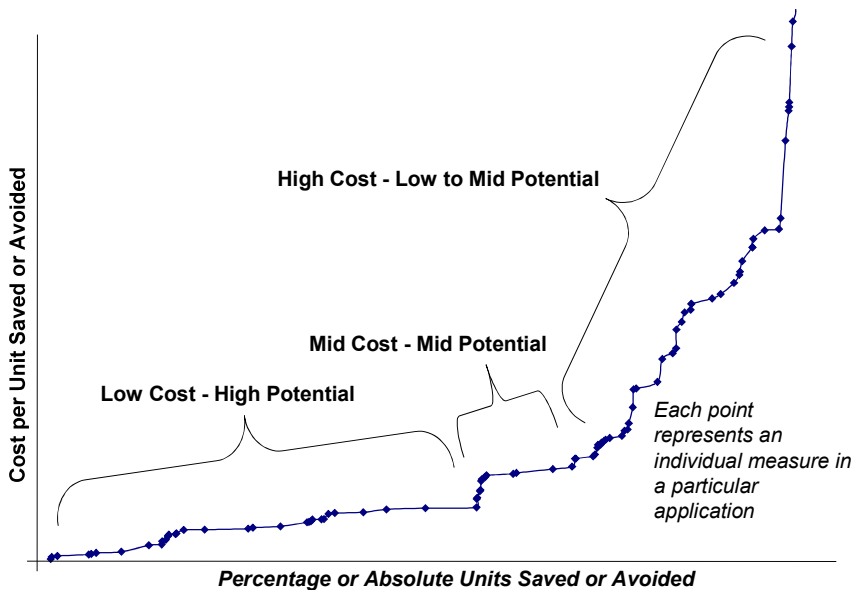 High Cost - Low to Mid Potential
Mid Cost - Mid Potential
Low Cost - High Potential
Each point
represents an
individual measure in
a particular
application
Cost per Unit Saved or Avoided
Percentage or Absolute Units Saved or Avoided